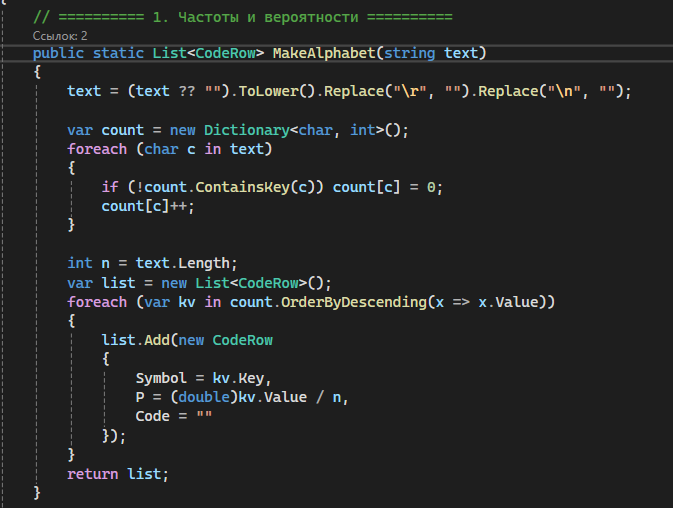 // ========== 1. Частоты и вероятности ==========
Ссылок: 2
public static List<CodeRow> MakeAlphabet(string text)
{
text = (text ?? "").ToLower().Replace("\r", "").Replace("\n", "");
var count = new Dictionary<char, int>();
foreach (char c in text)
{
if (!count.ContainsKey(c)) count[c] = 0;
count[c]++;
}
int n = text.Length;
var list = new List<CodeRow>();
foreach (var kv in count.OrderByDescending(x => x.Value))
{
list.Add(new CodeRow
{
Symbol = kv.Key,
P = (double)kv.Value / n,
Code = ""
});
}
return list;
}